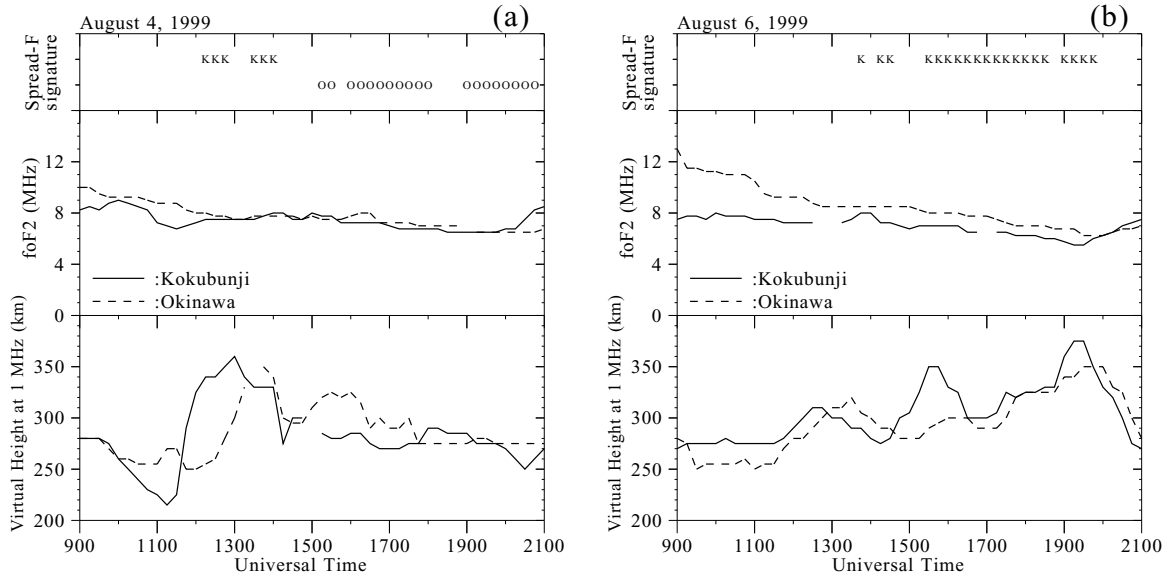 August 4, 1999
(a)
Spread-F
signature
KKK KKK
OO OOOOOOOOO OOOOOOOO
foF2 (MHz)
12
8
4
0
:Kokubunji
:Okinawa
Virtual Height at 1 MHz (km)
350
300
250
200
900 1100 1300 1500 1700 1900 2100
Universal Time
August 6, 1999
(b)
Spread-F
signature
K KK KKKKKKKKKKKKK KKKK
foF2 (MHz)
12
8
4
0
:Kokubunji
:Okinawa
Virtual Height at 1 MHz (km)
350
300
250
200
900 1100 1300 1500 1700 1900 2100
Universal Time